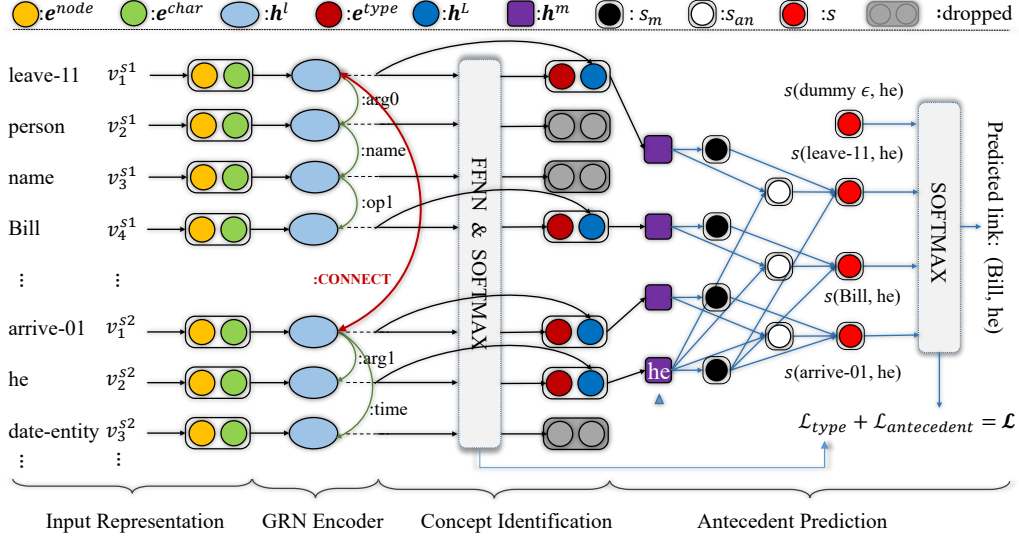 :e^node :e^char :h^l :e^type :h^L :h^m :s_m :s_an :s :dropped
leave-11 v_1^s1
person v_2^s1
name v_3^s1
Bill v_4^s1
⋮ ⋮
arrive-01 v_1^s2
he v_2^s2
date-entity v_3^s2
⋮ ⋮
:arg0
:name
:op1
:CONNECT
:arg1
:time
FFNN & SOFTMAX
he
s(dummy ϵ, he)
s(leave-11, he)
s(Bill, he)
s(arrive-01, he)
SOFTMAX
Predicted link: (Bill, he)
ℒ_type + ℒ_antecedent = ℒ
Input Representation GRN Encoder Concept Identification Antecedent Prediction